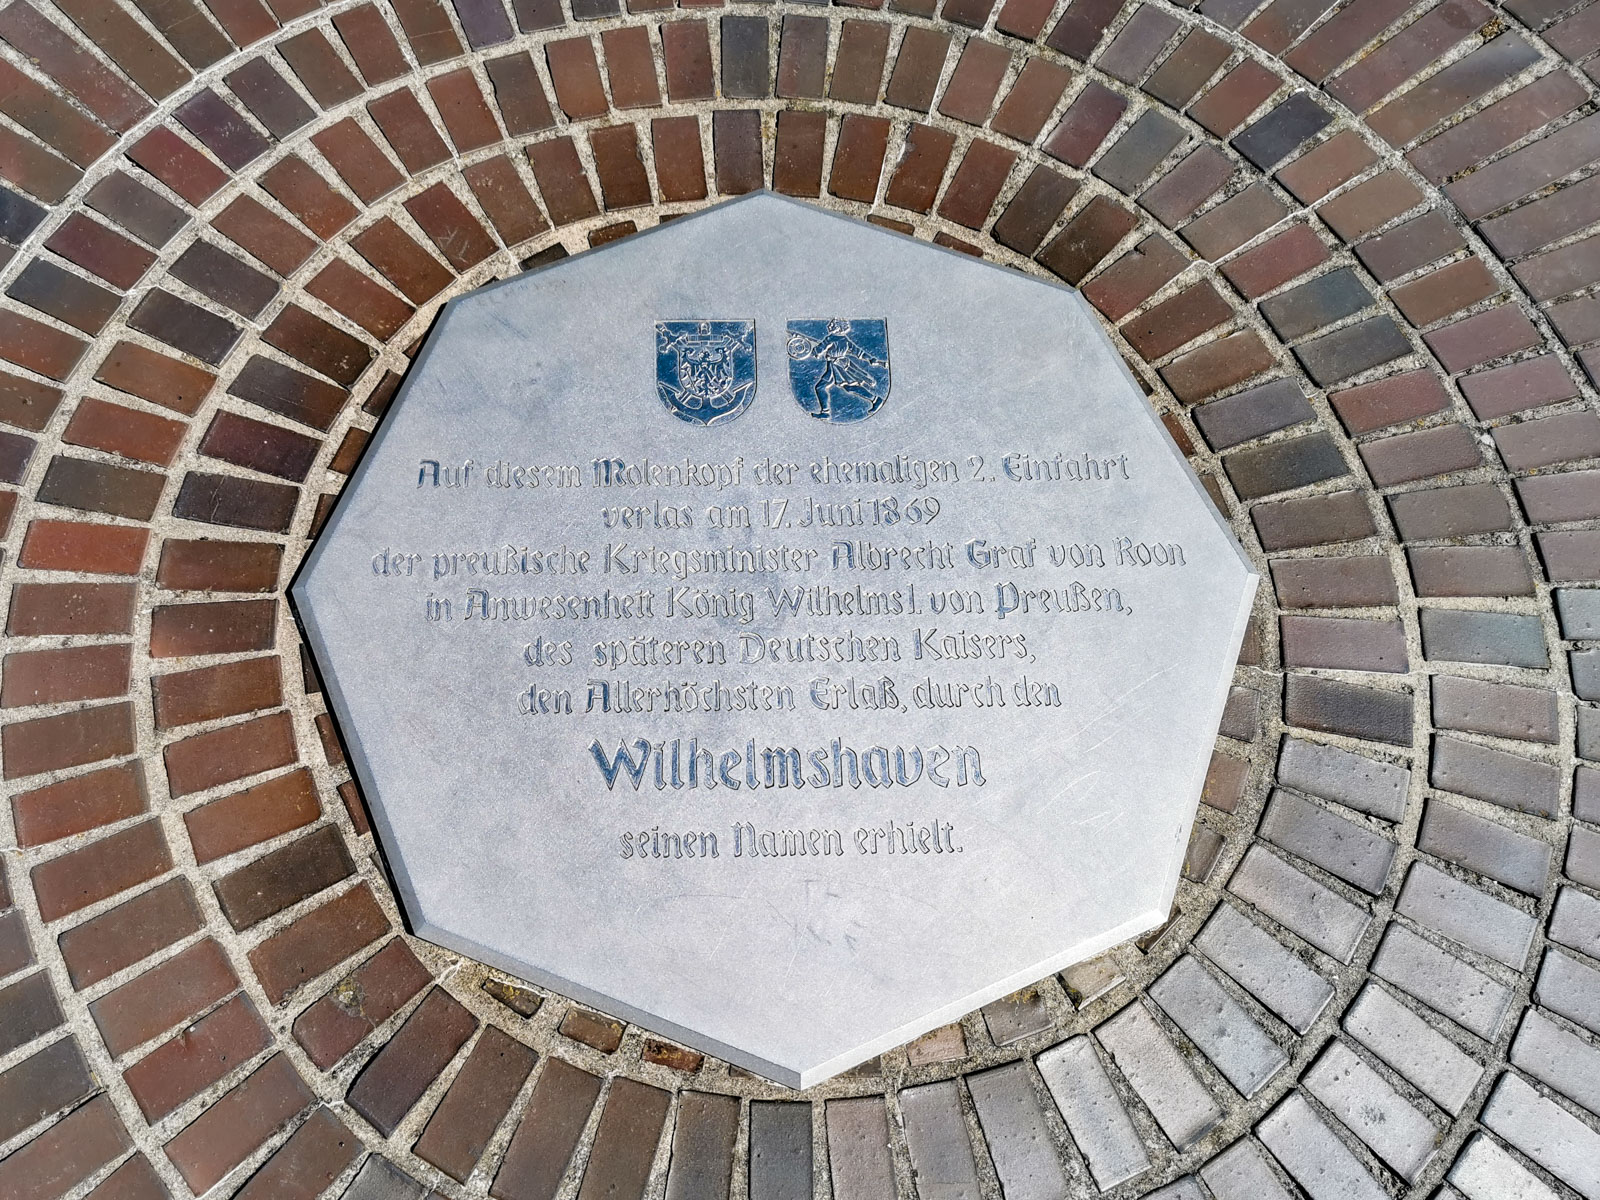 Auf diesem Molenkopf der ehemaligen 2. Einfahrt
verlas am 17. Juni 1869
der preußische Kriegsminister Albrecht Graf von Roon
in Anwesenheit König Wilhelms I. von Preußen,
des späteren Deutschen Kaisers,
den Allerhöchsten Erlaß, durch den
Wilhelmshaven
seinen Namen erhielt.